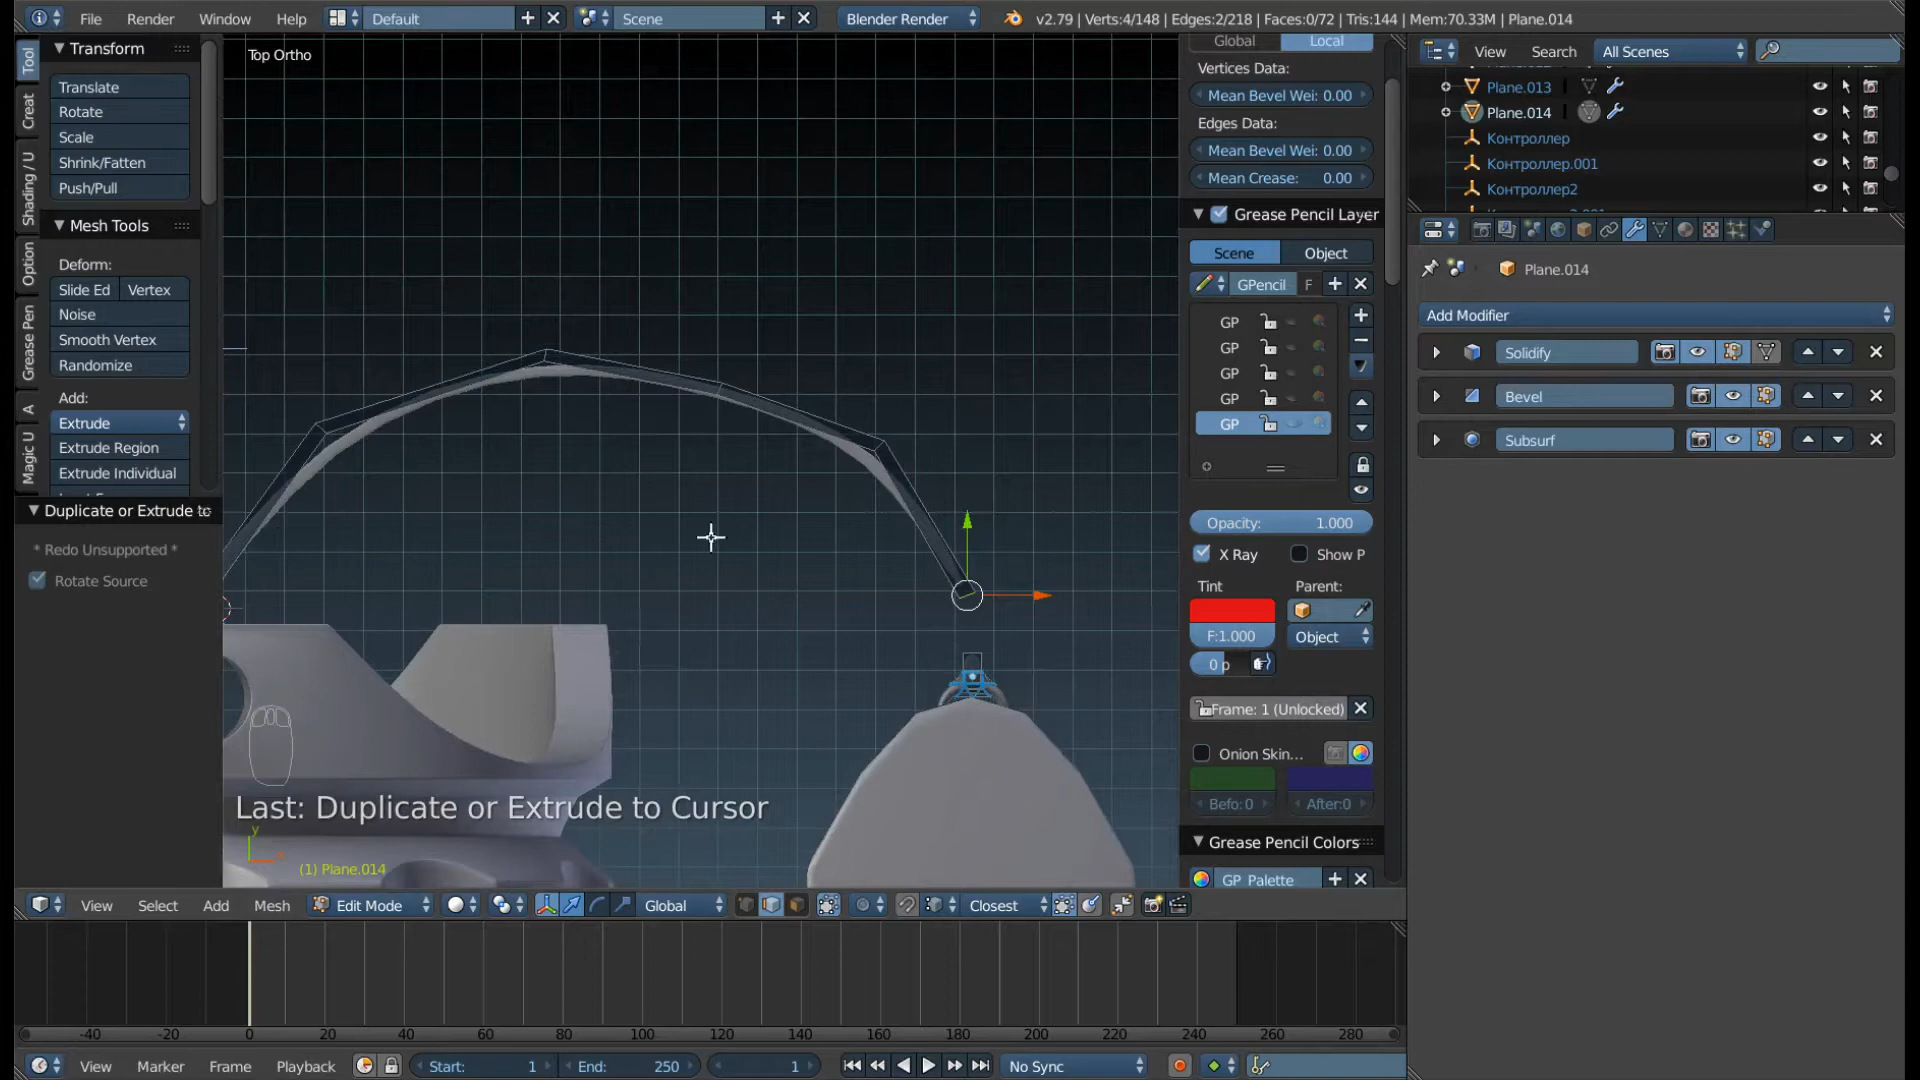 File Render Window Help Default Scene Blender Render v2.79 | Verts:4/148 | Edges:2/218 | Faces:0/72 | Tris:144 | Mem:70.33M | Plane.014
Tool
Creat
Shading / U
Option
Grease Pen
A
Magic U
Transform
Translate
Rotate
Scale
Shrink/Fatten
Push/Pull
Mesh Tools
Deform:
Slide Ed Vertex
Noise
Smooth Vertex
Randomize
Add:
Extrude
Extrude Region
Extrude Individual
Duplicate or Extrude to
* Redo Unsupported *
Rotate Source
Top Ortho
Last: Duplicate or Extrude to Cursor
y
(1) Plane.014
Global Local
Vertices Data:
Mean Bevel Wei: 0.00
Edges Data:
Mean Bevel Wei: 0.00
Mean Crease: 0.00
Grease Pencil Layer
Scene Object
GPencil F
GP
GP
GP
GP
GP
Opacity: 1.000
X Ray Show P
Tint Parent:
F:1.000 Object
0 p
Frame: 1 (Unlocked)
Onion Skin...
Befo:0 After:0
Grease Pencil Colors
GP_Palette
View Search All Scenes
Plane.013
Plane.014
Контроллер
Контроллер.001
Контроллер2
Plane.014
Add Modifier
Solidify
Bevel
Subsurf
View Select Add Mesh Edit Mode Global Closest
-40 -20 0 20 40 60 80 100 120 140 160 180 200 220 240 260 280
View Marker Frame Playback Start: 1 End: 250 1 No Sync